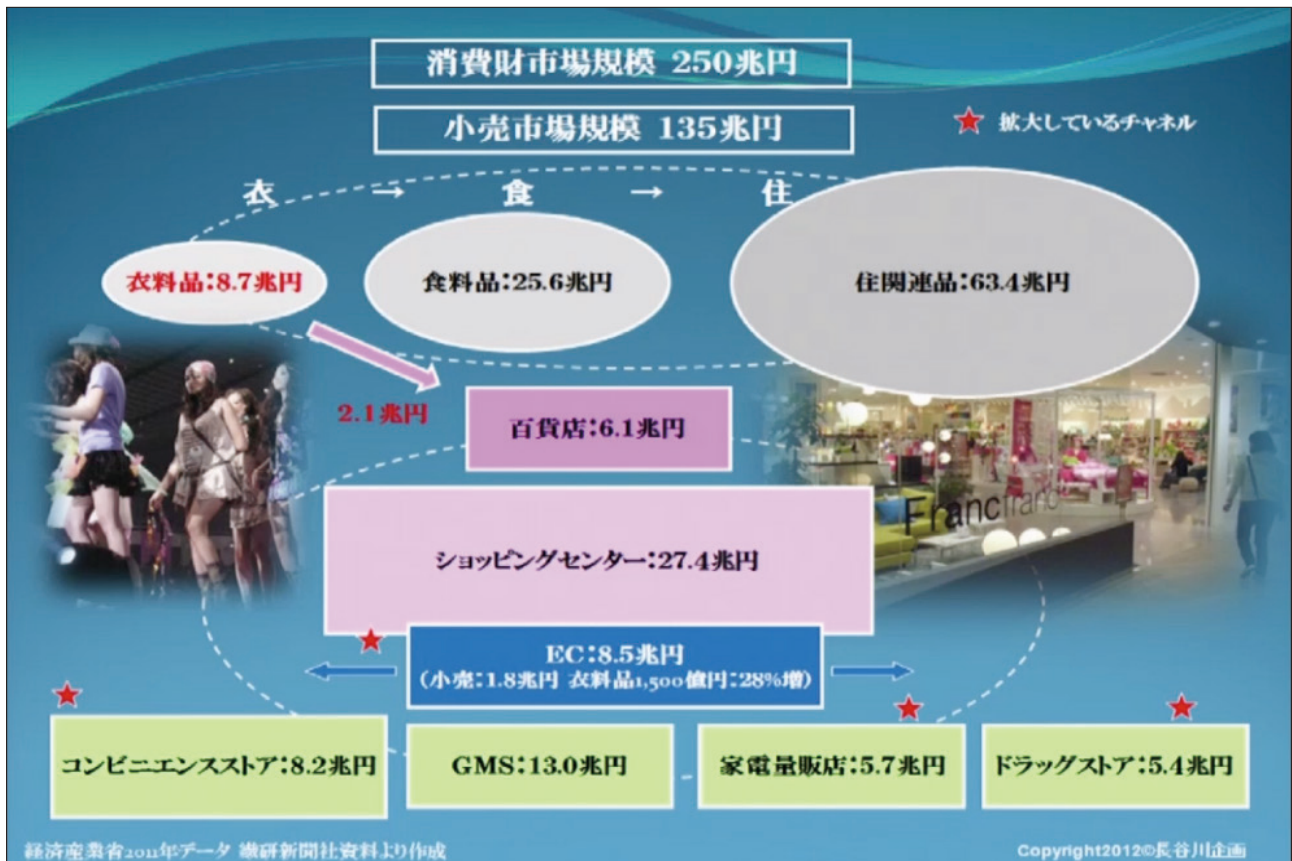 消費財市場規模 250兆円
小売市場規模 135兆円
★ 拡大しているチャネル
衣 → 食 → 住
衣料品:8.7兆円
食料品:25.6兆円
住関連品:63.4兆円
2.1兆円
百貨店:6.1兆円
Francfranc
ショッピングセンター:27.4兆円
EC:8.5兆円
(小売:1.8兆円 衣料品1,500億円:28%増)
コンビニエンスストア:8.2兆円
GMS:13.0兆円
家電量販店:5.7兆円
ドラッグストア:5.4兆円
経済産業省2011年データ 繊研新聞社資料より作成
Copyright2012©長谷川企画